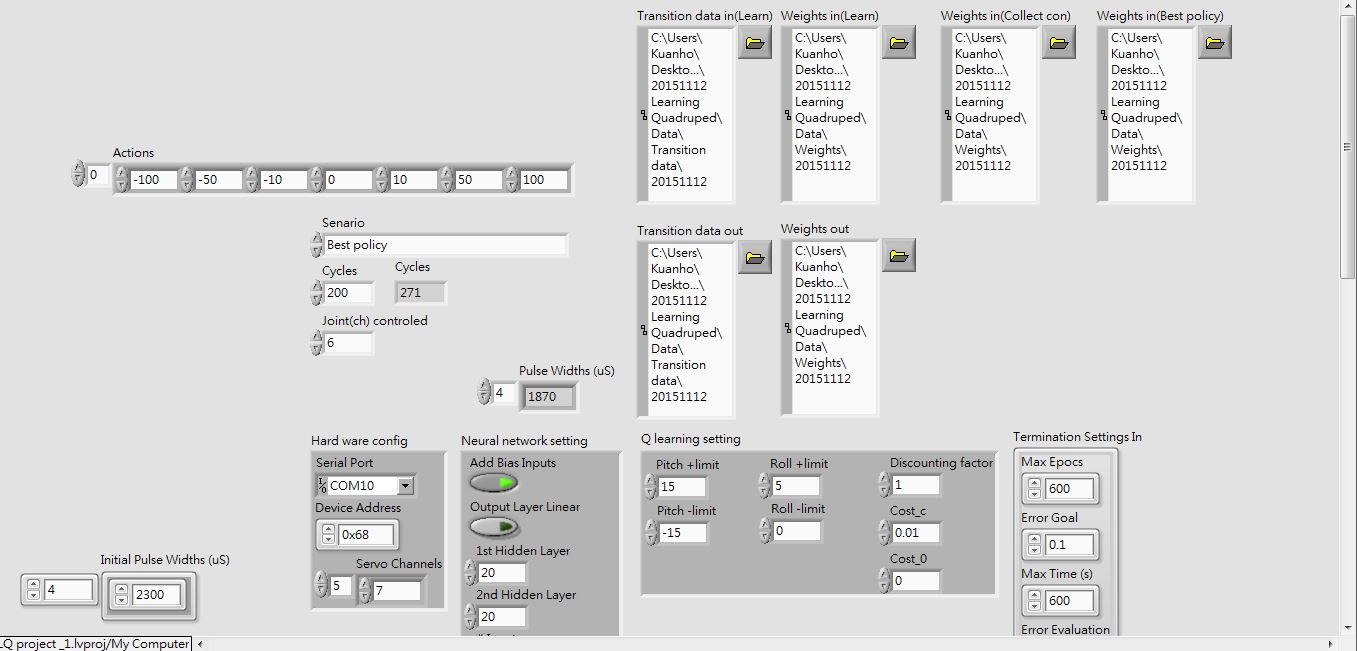 Transition data in(Learn) Weights in(Learn) Weights in(Collect con) Weights in(Best policy)
C:\Users\
Kuanho\
Deskto...\
20151112
Learning
Quadruped\
Data\
Transition
data\
20151112
C:\Users\
Kuanho\
Deskto...\
20151112
Learning
Quadruped\
Data\
Weights\
20151112
C:\Users\
Kuanho\
Deskto...\
20151112
Learning
Quadruped\
Data\
Weights\
20151112
C:\Users\
Kuanho\
Deskto...\
20151112
Learning
Quadruped\
Data\
Weights\
20151112
Actions
0 -100 -50 -10 0 10 50 100
Senario
Best policy
Cycles Cycles
200 271
Joint(ch) controled
6
Pulse Widths (uS)
4 1870
Transition data out
C:\Users\
Kuanho\
Deskto...\
20151112
Learning
Quadruped\
Data\
Transition
data\
20151112
Weights out
C:\Users\
Kuanho\
Deskto...\
20151112
Learning
Quadruped\
Data\
Weights\
20151112
Hard ware config
Serial Port
COM10
Device Address
0x68
Servo Channels
5 7
Neural network setting
Add Bias Inputs
Output Layer Linear
1st Hidden Layer
20
2nd Hidden Layer
20
Q learning setting
Pitch +limit Roll +limit Discounting factor
15 5 1
Pitch -limit Roll -limit Cost_c
-15 0 0.01
Cost_0
0
Termination Settings In
Max Epocs
600
Error Goal
0.1
Max Time (s)
600
Error Evaluation
Initial Pulse Widths (uS)
4 2300
LQ project _1.lvproj/My Computer